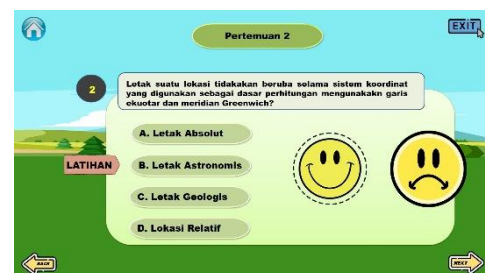 Pertemuan 2
EXIT
2
Letak suatu lokasi tidakakan beruba selama sistem koordinat
yang digunakan sebagai dasar perhitungan mengunakakn garis
ekuotar dan meridian Greenwich?
A. Letak Absolut
LATIHAN
B. Letak Astronomis
C. Letak Geologis
D. Lokasi Relatif
BACK
NEXT